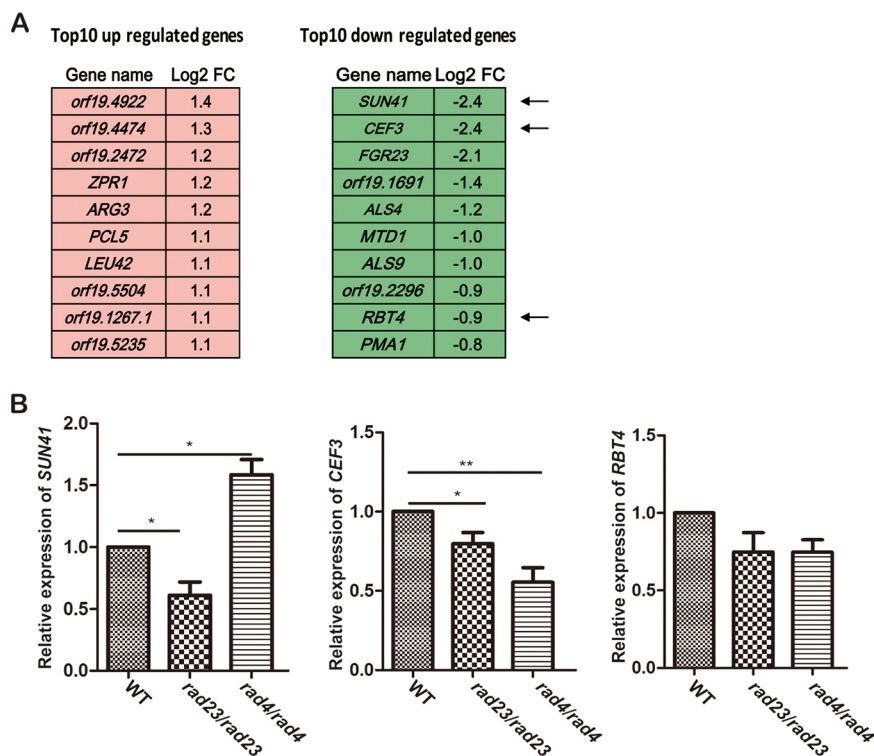 A
Top10 up regulated genes
Top10 down regulated genes
Gene name Log2 FC
orf19.4922 1.4
orf19.4474 1.3
orf19.2472 1.2
ZPR1 1.2
ARG3 1.2
PCL5 1.1
LEU42 1.1
orf19.5504 1.1
orf19.1267.1 1.1
orf19.5235 1.1
Gene name Log2 FC
SUN41 -2.4
CEF3 -2.4
FGR23 -2.1
orf19.1691 -1.4
ALS4 -1.2
MTD1 -1.0
ALS9 -1.0
orf19.2296 -0.9
RBT4 -0.9
PMA1 -0.8
B
Relative expression of SUN41
2.0
1.5
1.0
0.5
0.0
*
*
WT
rad23/rad23
rad4/rad4
Relative expression of CEF3
1.5
1.0
0.5
0.0
**
*
WT
rad23/rad23
rad4/rad4
Relative expression of RBT4
1.5
1.0
0.5
0.0
WT
rad23/rad23
rad4/rad4